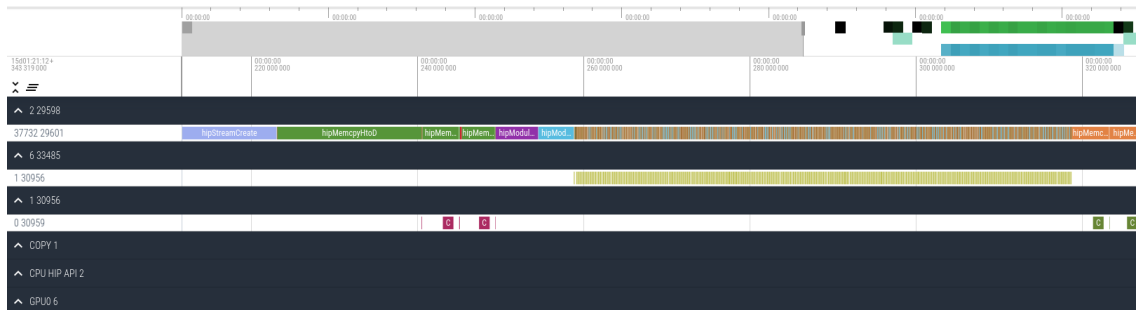 00:00:00 00:00:00 00:00:00 00:00:00 00:00:00 00:00:00 00:00:00
15d01:21:12+ 00:00:00 00:00:00 00:00:00 00:00:00 00:00:00 00:00:00
343 319 000 220 000 000 240 000 000 260 000 000 280 000 000 300 000 000 320 000 000
2 29598
37732 29601 hipStreamCreate hipMemcpyHtoD hipMem... hipMem... hipModul... hipMod... hipMemc... hipMe...
6 33485
1 30956
1 30956
0 30959 C C C C
COPY 1
CPU HIP API 2
GPU0 6